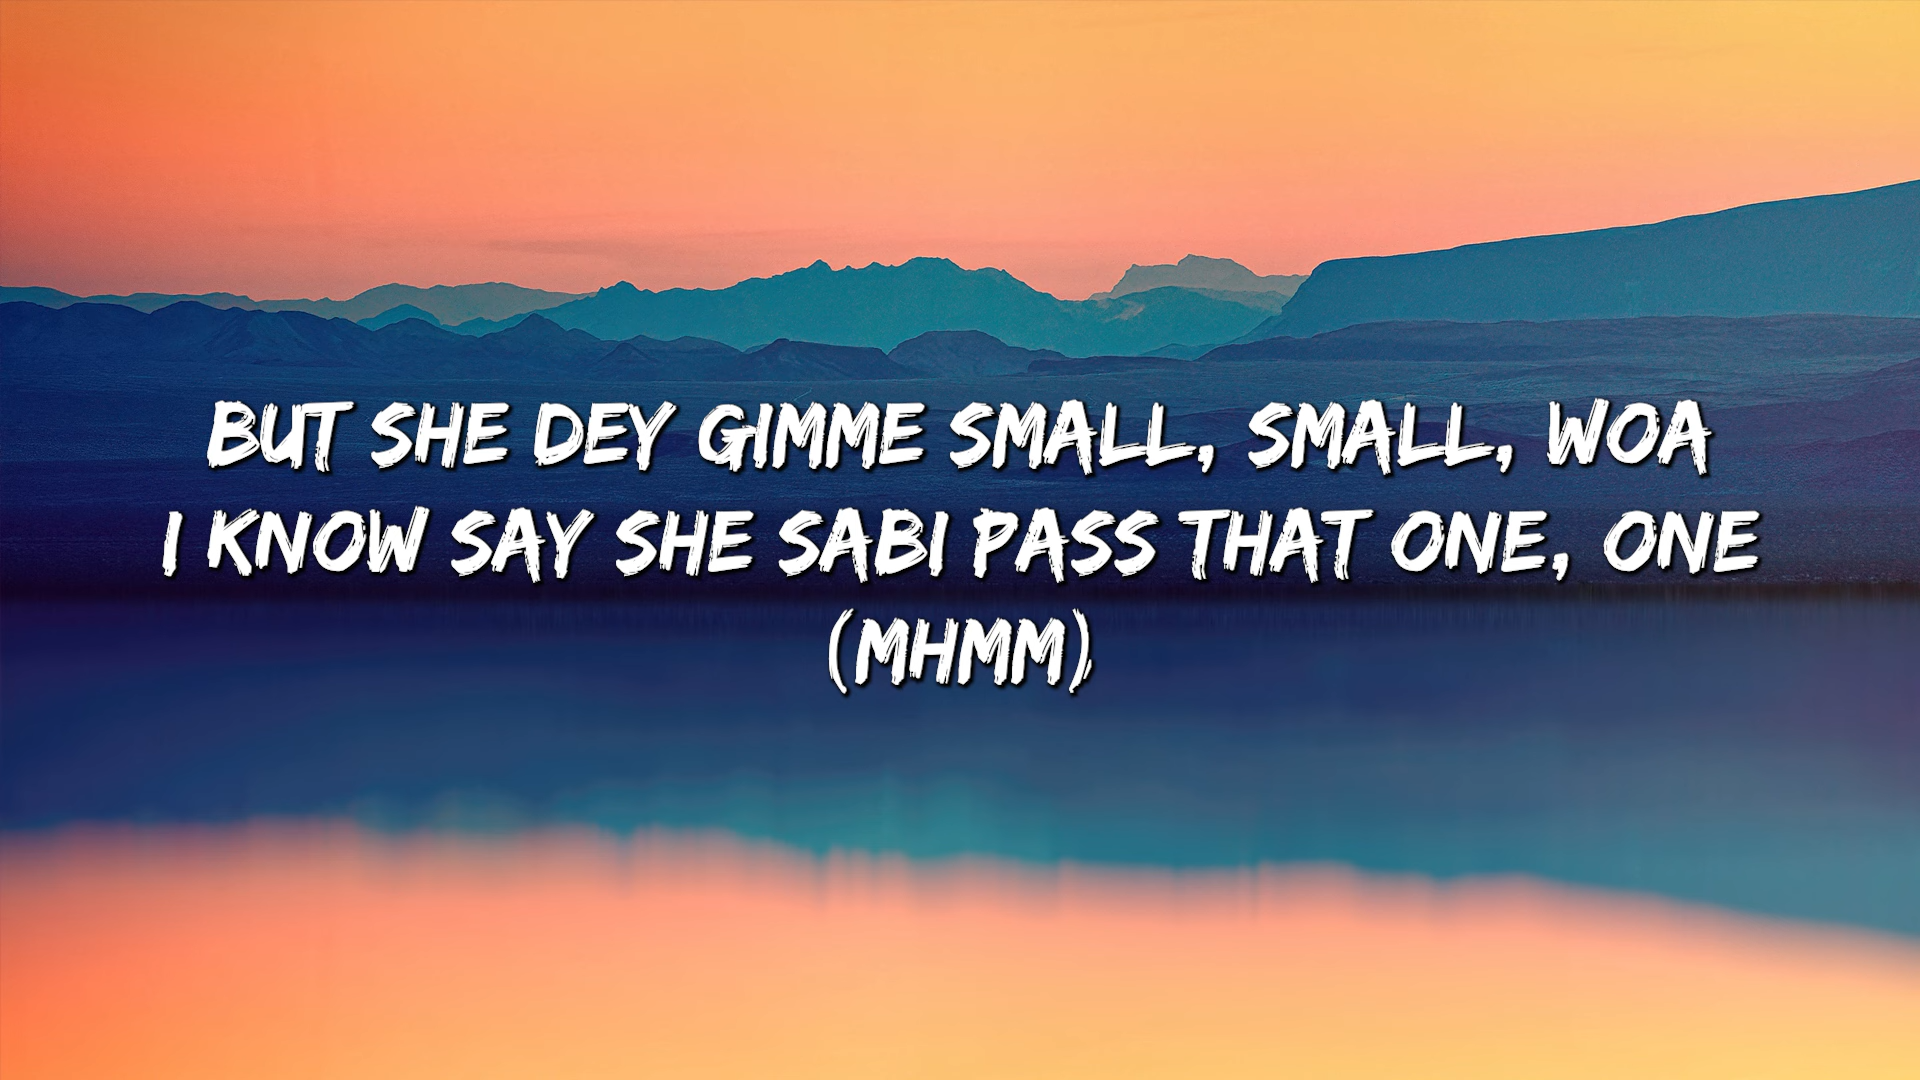 BUT SHE DEY GIMME SMALL, SMALL, WOA
I KNOW SAY SHE SABI PASS THAT ONE, ONE
(MHMM)